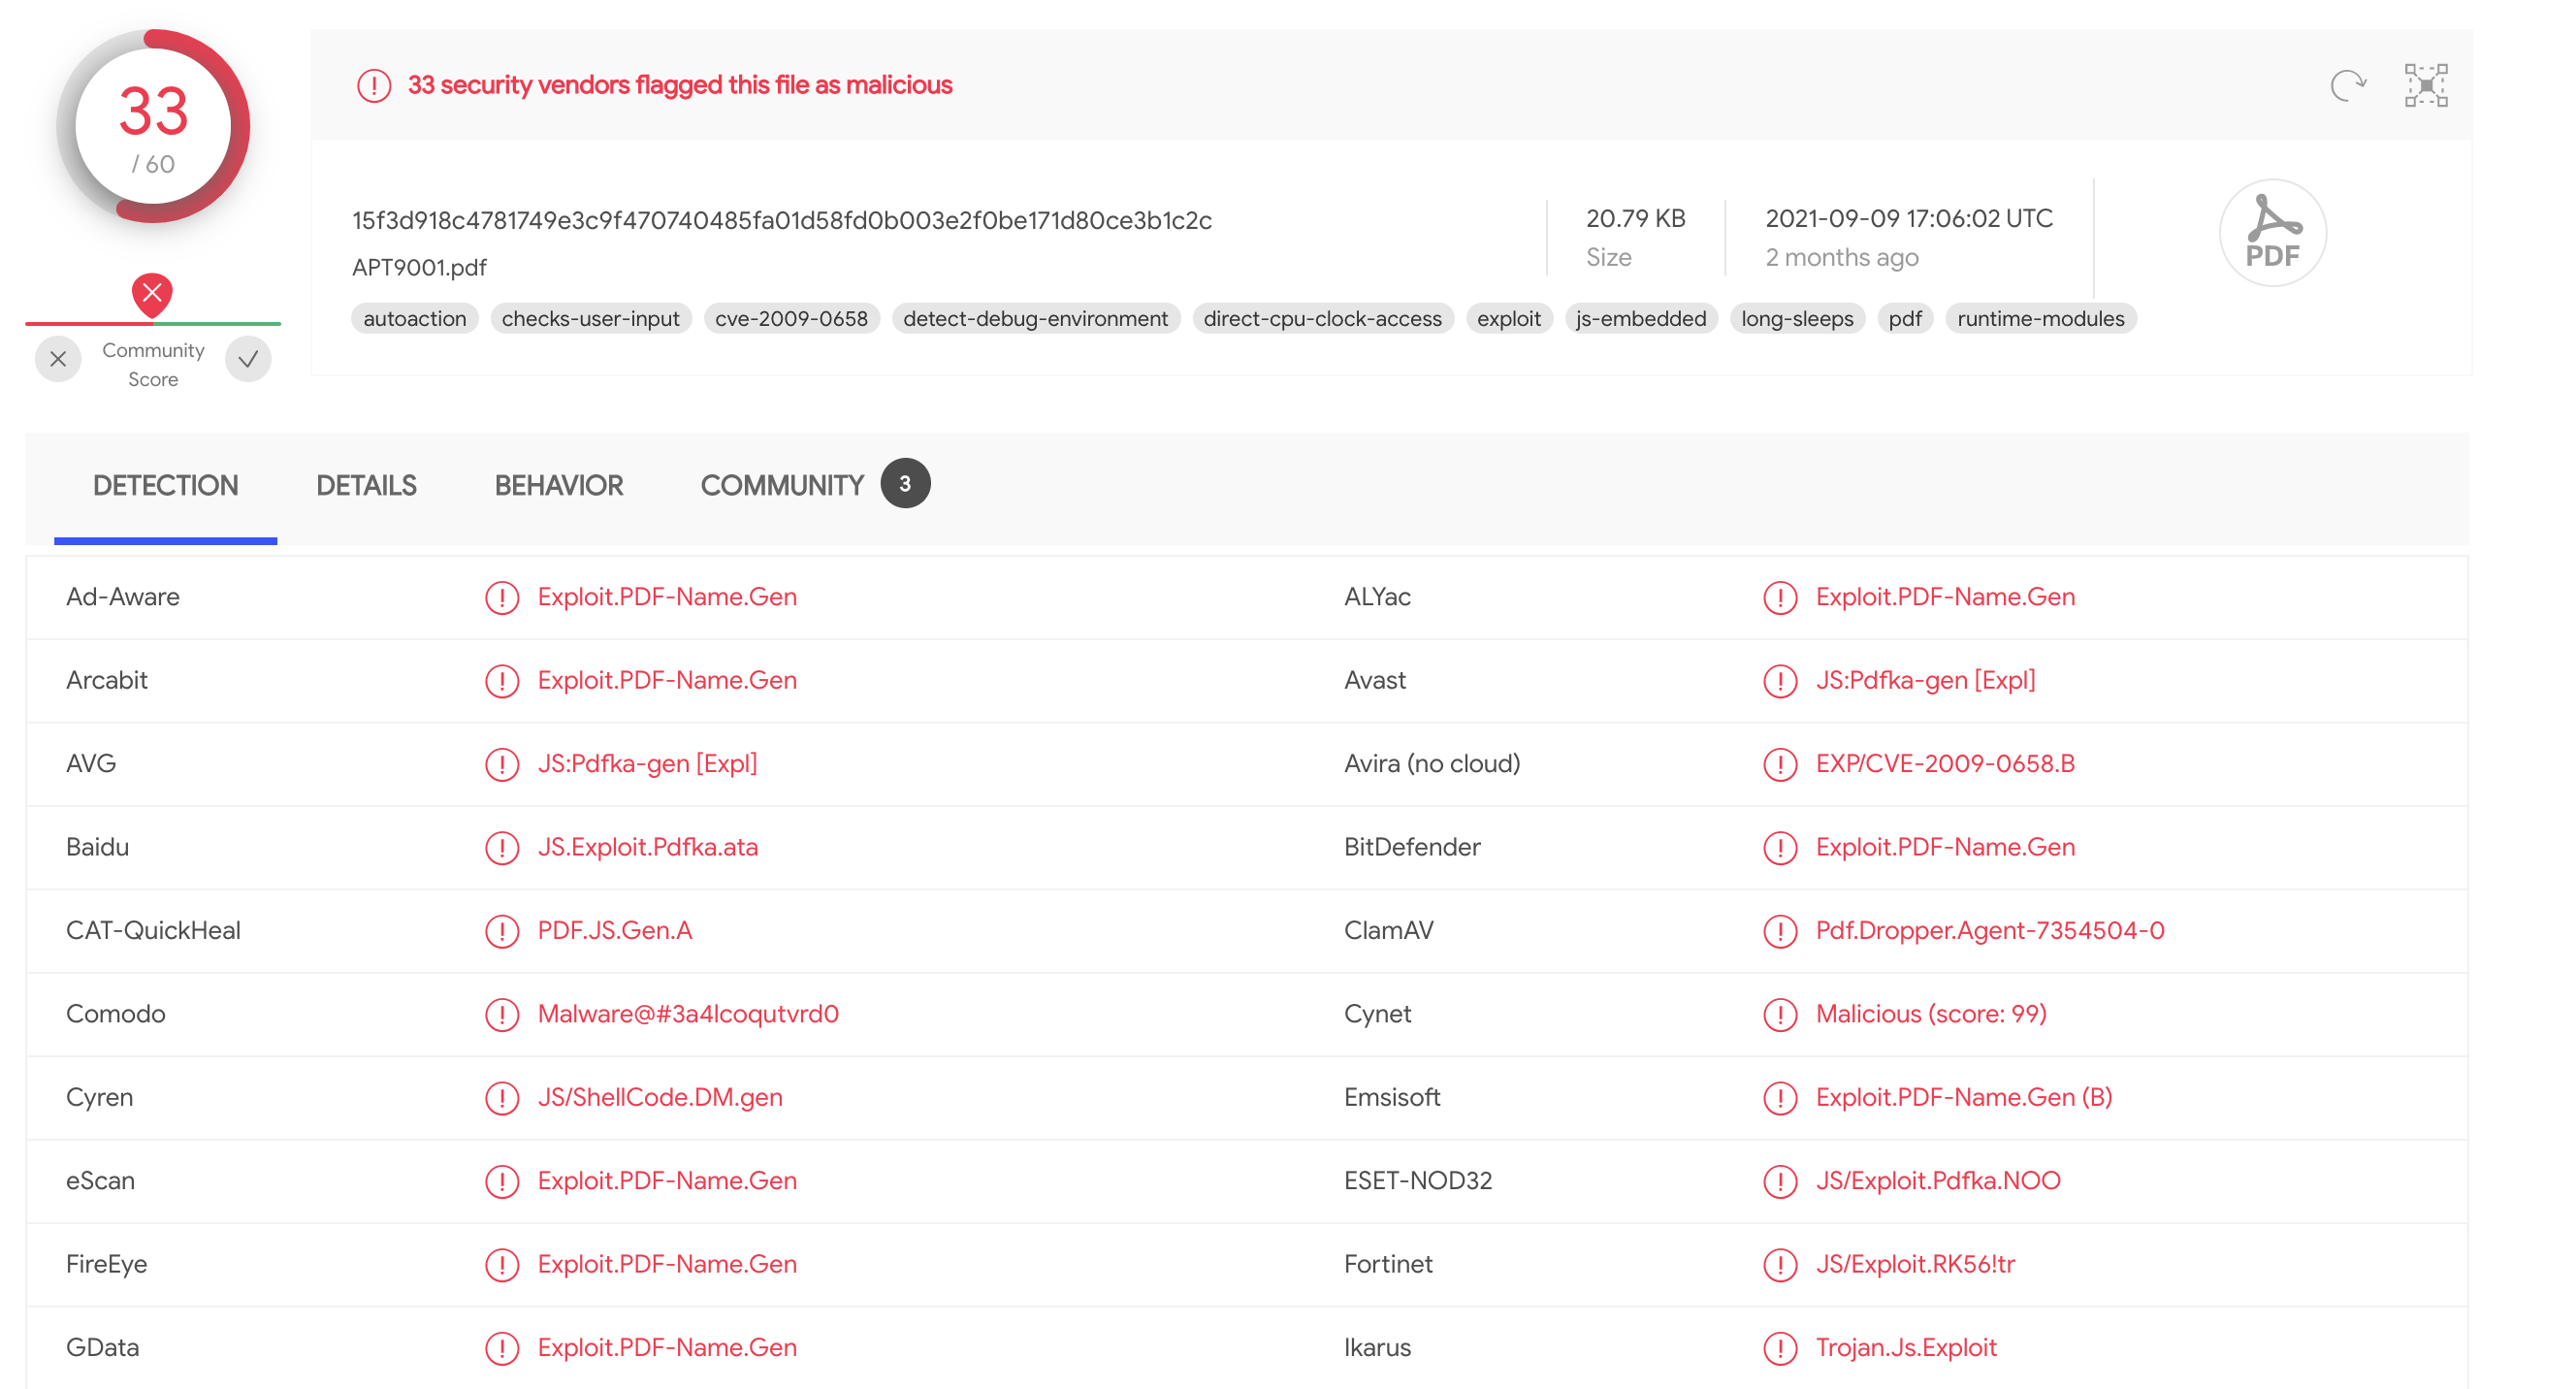 33
/ 60
Community
Score
33 security vendors flagged this file as malicious
15f3d918c4781749e3c9f470740485fa01d58fd0b003e2f0be171d80ce3b1c2c
APT9001.pdf
20.79 KB
Size
2021-09-09 17:06:02 UTC
2 months ago
PDF
autoaction checks-user-input cve-2009-0658 detect-debug-environment direct-cpu-clock-access exploit js-embedded long-sleeps pdf runtime-modules
DETECTION DETAILS BEHAVIOR COMMUNITY 3
Ad-Aware Exploit.PDF-Name.Gen ALYac Exploit.PDF-Name.Gen
Arcabit Exploit.PDF-Name.Gen Avast JS:Pdfka-gen [Expl]
AVG JS:Pdfka-gen [Expl] Avira (no cloud) EXP/CVE-2009-0658.B
Baidu JS.Exploit.Pdfka.ata BitDefender Exploit.PDF-Name.Gen
CAT-QuickHeal PDF.JS.Gen.A ClamAV Pdf.Dropper.Agent-7354504-0
Comodo Malware@#3a4lcoqutvrd0 Cynet Malicious (score: 99)
Cyren JS/ShellCode.DM.gen Emsisoft Exploit.PDF-Name.Gen (B)
eScan Exploit.PDF-Name.Gen ESET-NOD32 JS/Exploit.Pdfka.NOO
FireEye Exploit.PDF-Name.Gen Fortinet JS/Exploit.RK56!tr
GData Exploit.PDF-Name.Gen Ikarus Trojan.Js.Exploit